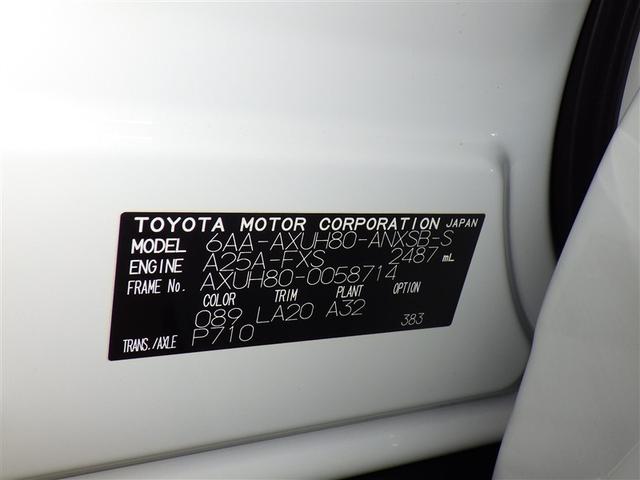 TOYOTA MOTOR CORPORATION JAPAN
MODEL 6AA-AXUH80-ANXSB-S
ENGINE A25A-FXS 2487 mL
FRAME No. AXUH80-0058714
COLOR TRIM PLANT OPTION
089 LA20 A32 383
TRANS./AXLE P710